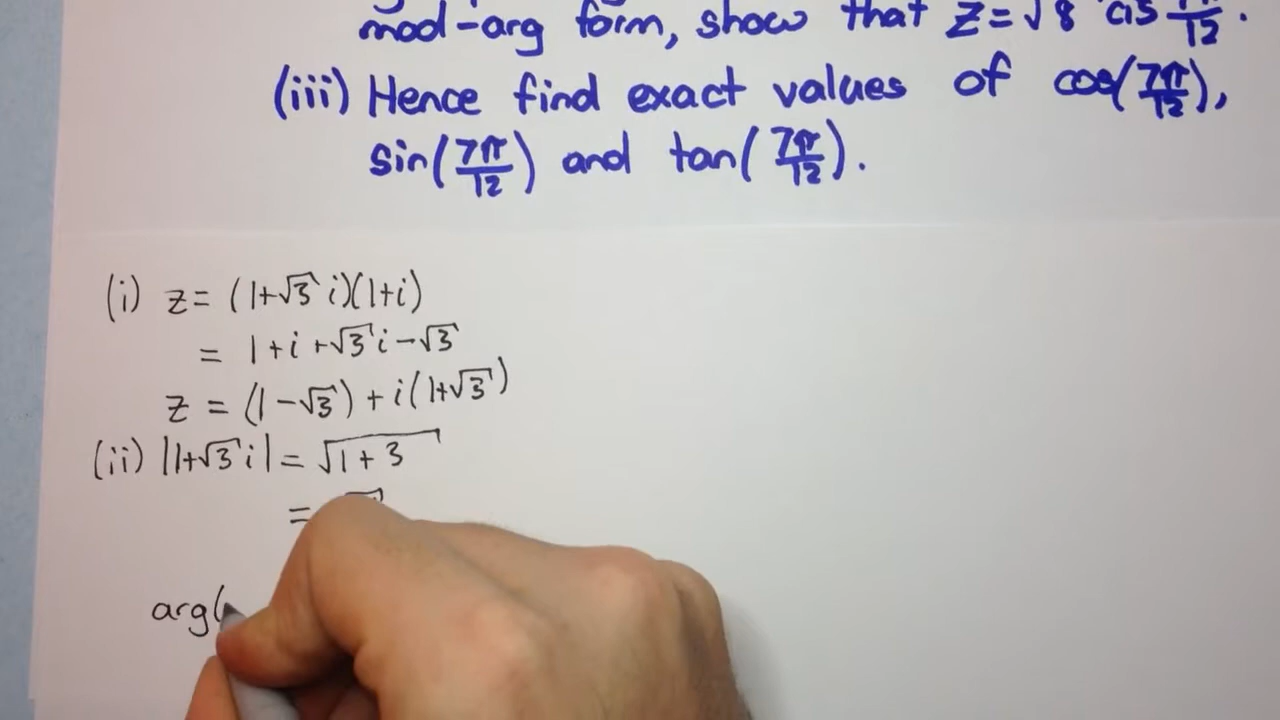 mod-arg form, show that z=√8 cis 7π/12.
(iii) Hence find exact values of cos(7π/12),
sin(7π/12) and tan(7π/12).
(i) z= (1+√3 i)(1+i)
= 1+i+√3 i-√3
z = (1-√3)+i(1+√3)
(ii) |1+√3 i| = √1+3
=
arg(